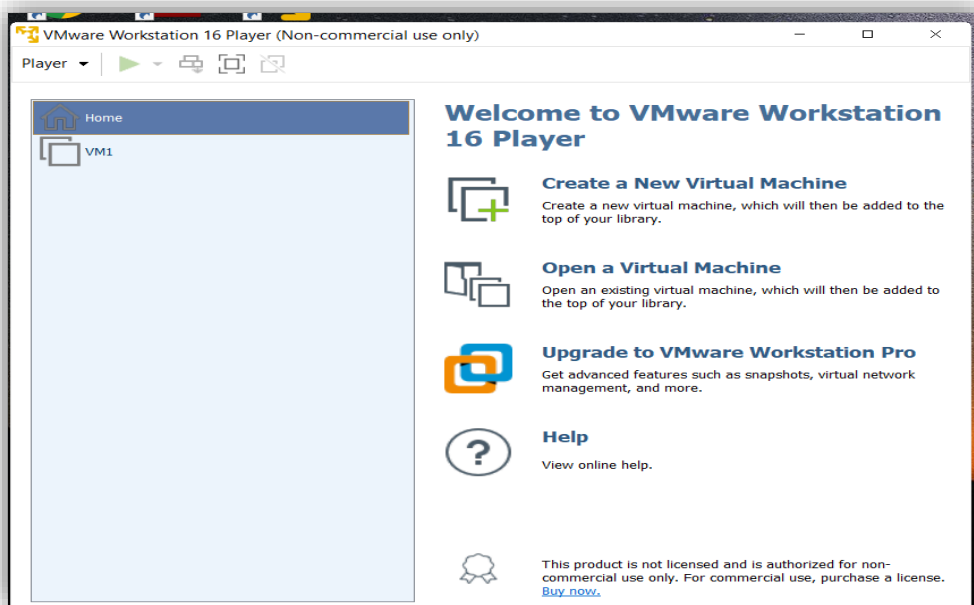 VMware Workstation 16 Player (Non-commercial use only)
Player
Home
VM1
Welcome to VMware Workstation
16 Player
Create a New Virtual Machine
Create a new virtual machine, which will then be added to the
top of your library.
Open a Virtual Machine
Open an existing virtual machine, which will then be added to
the top of your library.
Upgrade to VMware Workstation Pro
Get advanced features such as snapshots, virtual network
management, and more.
Help
View online help.
This product is not licensed and is authorized for non-
commercial use only. For commercial use, purchase a license.
Buy now.